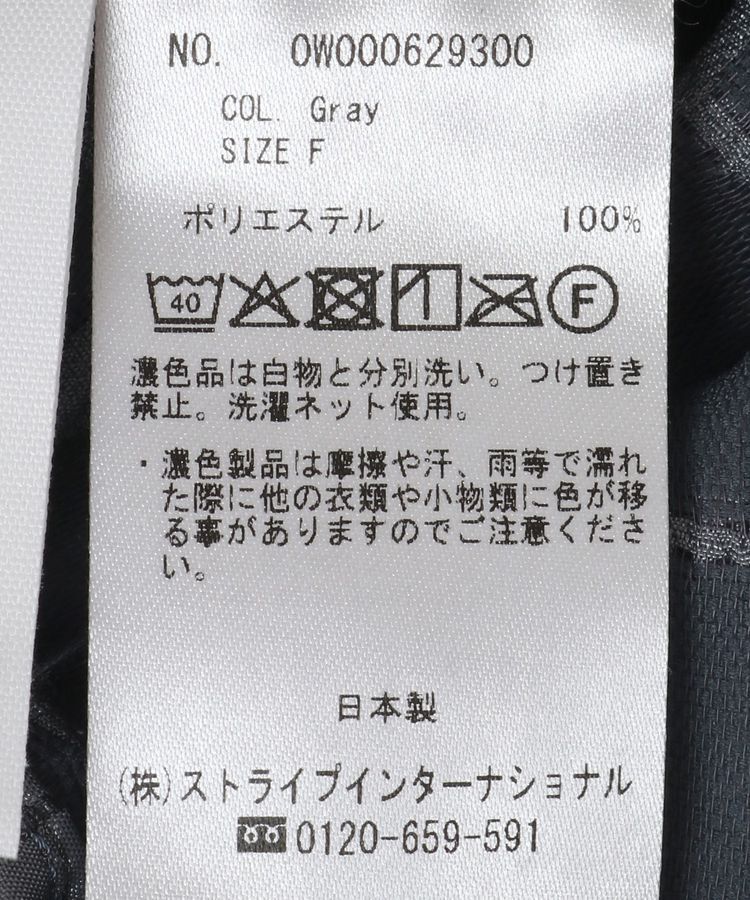 NO. OW000629300
COL. Gray
SIZE F
ポリエステル 100%
40 F
濃色品は白物と分別洗い。つけ置き
禁止。洗濯ネット使用。
・濃色製品は摩擦や汗、雨等で濡れ
た際に他の衣類や小物類に色が移
る事がありますのでご注意くださ
い。
日本製
(株)ストライプインターナショナル
0120-659-591